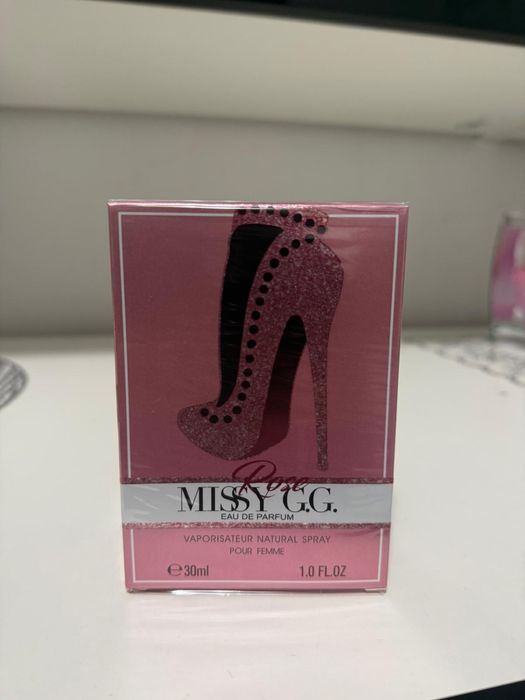 Rose
MISSY G.G.
EAU DE PARFUM
VAPORISATEUR NATURAL SPRAY
POUR FEMME
℮30ml 1.0 FL.OZ